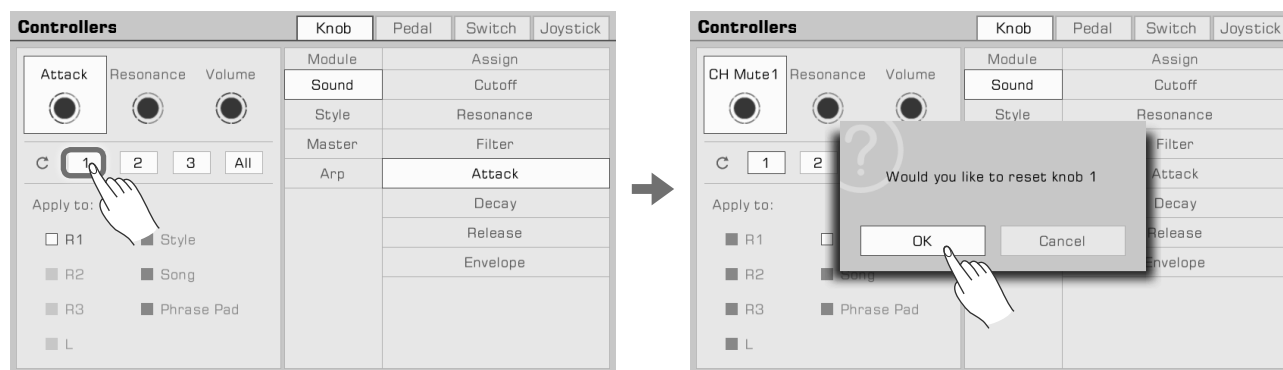 Controllers Knob Pedal Switch Joystick
Attack Resonance Volume
Module Assign
Sound Cutoff
Style Resonance
Master Filter
Arp Attack
Decay
Release
Envelope
1 2 3 All
Apply to:
R1 Style
R2 Song
R3 Phrase Pad
L
Controllers Knob Pedal Switch Joystick
CH Mute1 Resonance Volume
Module Assign
Sound Cutoff
Style Resonance
Filter
Attack
Decay
Release
Envelope
1 2
Would you like to reset knob 1
OK Cancel
Apply to:
R1
R2 Song
R3 Phrase Pad
L